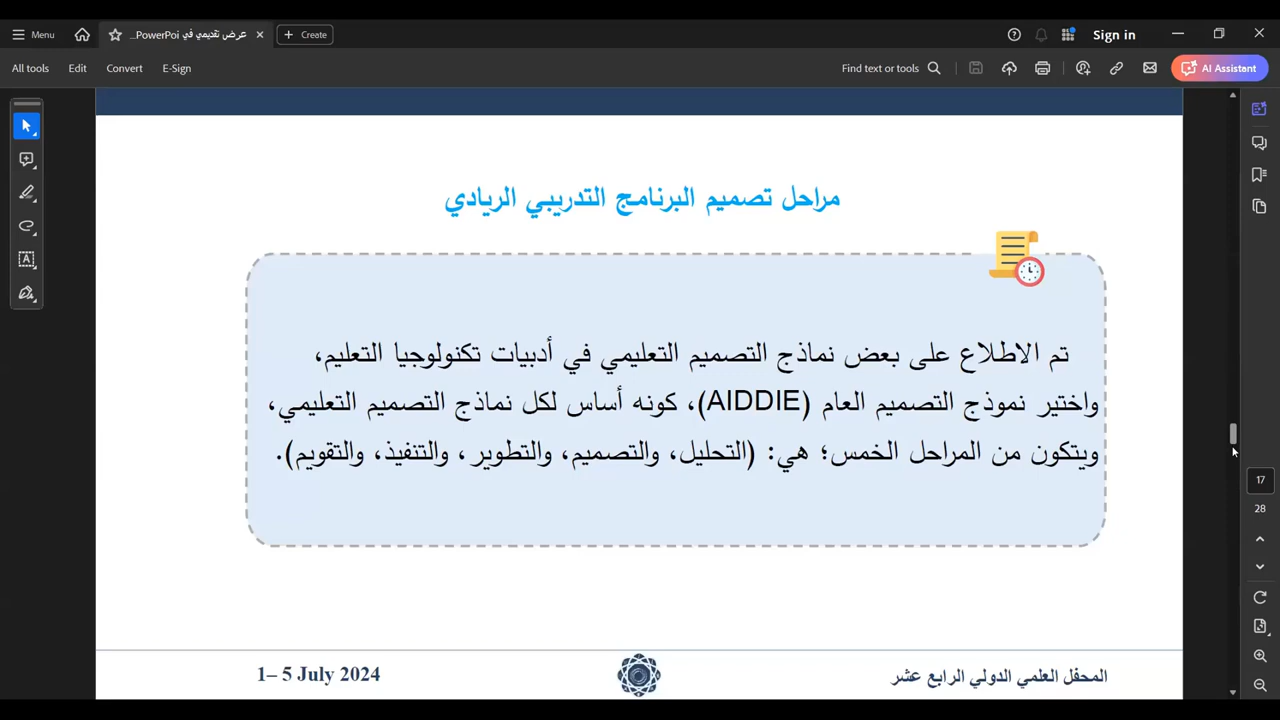 Menu
عرض تقديمي في PowerPoi...
Create
Sign in
All tools
Edit
Convert
E-Sign
Find text or tools
AI Assistant
مراحل تصميم البرنامج التدريبي الريادي
تم الاطلاع على بعض نماذج التصميم التعليمي في أدبيات تكنولوجيا التعليم،
واختير نموذج التصميم العام (AIDDIE)، كونه أساس لكل نماذج التصميم التعليمي،
ويتكون من المراحل الخمس؛ هي: (التحليل، والتصميم، والتطوير، والتنفيذ، والتقويم).
17
28
1– 5 July 2024
المحفل العلمي الدولي الرابع عشر